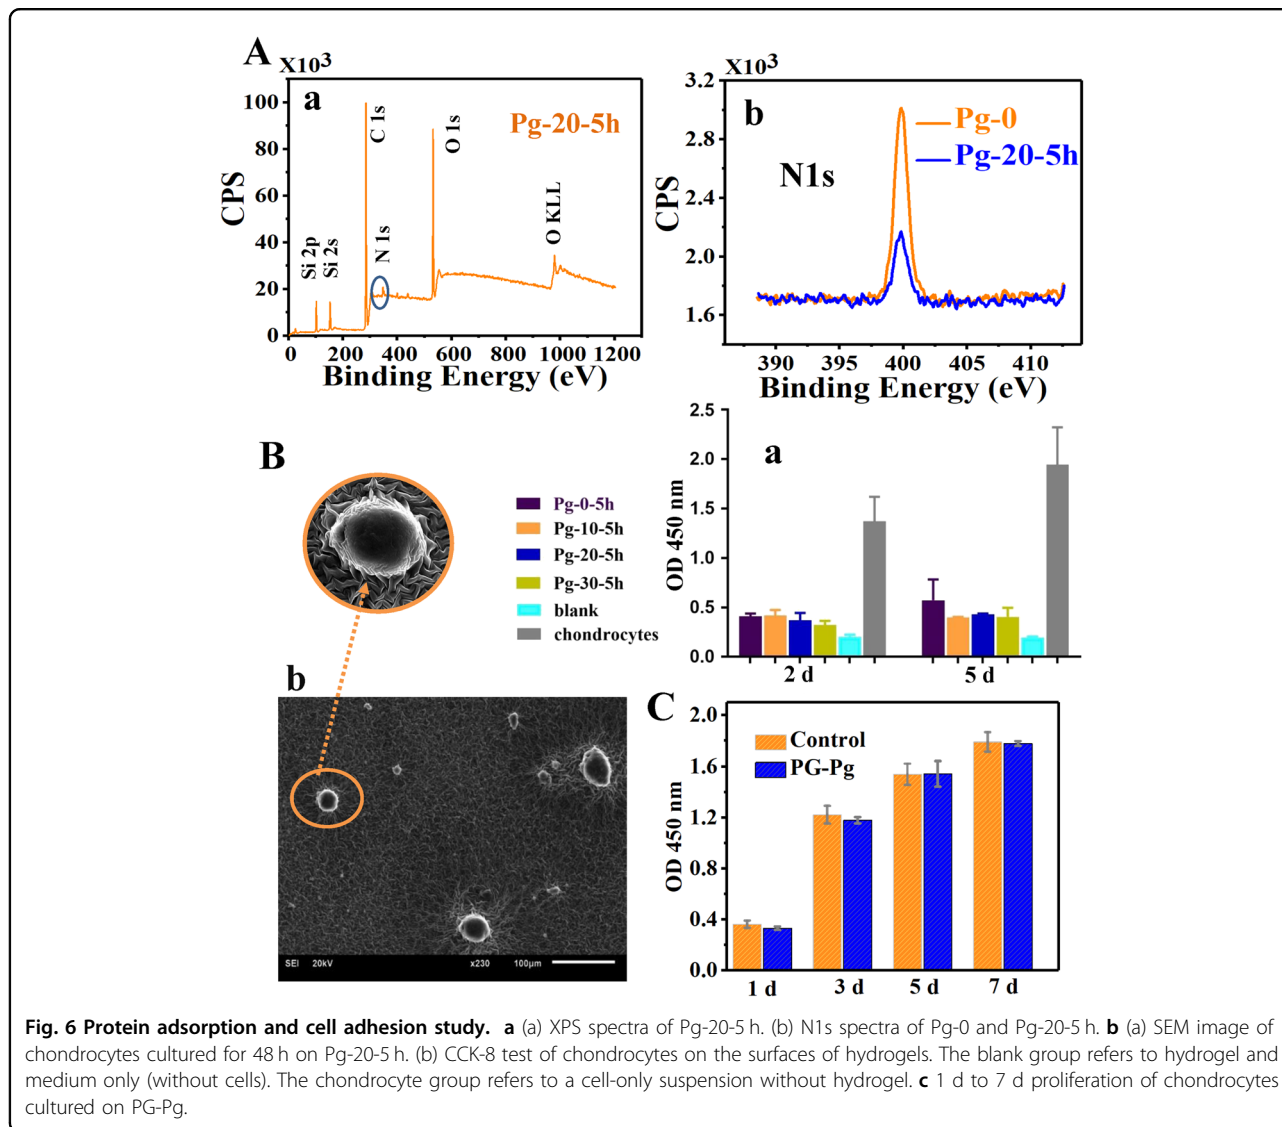 A
X10³
a
Pg-20-5h
CPS
100
80
60
40
20
0
Si 2p
Si 2s
C 1s
N 1s
O 1s
O KLL
0 200 400 600 800 1000 1200
Binding Energy (eV)
X10³
b
Pg-0
Pg-20-5h
N1s
CPS
3.2
2.8
2.4
2.0
1.6
390 395 400 405 410
Binding Energy (eV)
B
Pg-0-5h
Pg-10-5h
Pg-20-5h
Pg-30-5h
blank
chondrocytes
a
OD 450 nm
2.5
2.0
1.5
1.0
0.5
0.0
2 d 5 d
b
SEI 20kV x230 100μm
C
Control
PG-Pg
OD 450 nm
2.0
1.6
1.2
0.8
0.4
0.0
1 d 3 d 5 d 7 d
Fig. 6 Protein adsorption and cell adhesion study. a (a) XPS spectra of Pg-20-5 h. (b) N1s spectra of Pg-0 and Pg-20-5 h. b (a) SEM image of
chondrocytes cultured for 48 h on Pg-20-5 h. (b) CCK-8 test of chondrocytes on the surfaces of hydrogels. The blank group refers to hydrogel and
medium only (without cells). The chondrocyte group refers to a cell-only suspension without hydrogel. c 1 d to 7 d proliferation of chondrocytes
cultured on PG-Pg.